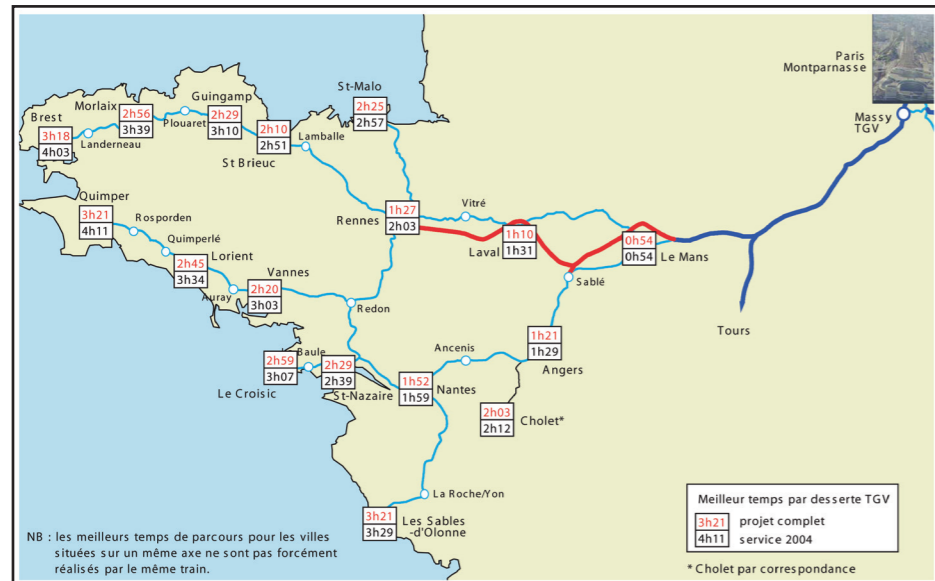 Paris
Montparnasse
Massy
TGV
St-Malo
2h25
2h57
Guingamp
2h29
3h10
Morlaix
2h56
3h39
Plouaret
Brest
3h18
4h03
Landerneau
2h10
2h51
St Brieuc
Lamballe
Quimper
3h21
4h11
Rosporden
Quimperlé
Lorient
2h45
3h34
Auray
Vannes
2h20
3h03
Rennes
1h27
2h03
Vitré
Laval
1h10
1h31
0h54
0h54
Le Mans
Sablé
Tours
Redon
Baule
2h59
3h07
Le Croisic
2h29
2h39
St-Nazaire
Ancenis
1h21
1h29
Angers
1h52
1h59
Nantes
2h03
2h12
Cholet*
La Roche/Yon
3h21
3h29
Les Sables
-d'Olonne
NB : les meilleurs temps de parcours pour les villes
situées sur un même axe ne sont pas forcément
réalisés par le même train.
Meilleur temps par desserte TGV
3h21 projet complet
4h11 service 2004
* Cholet par correspondance